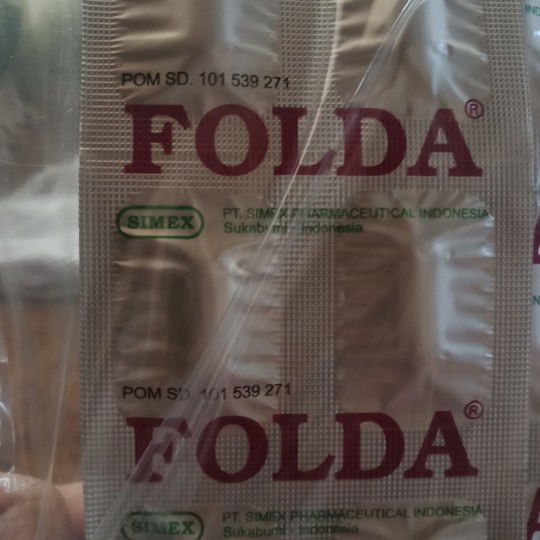 POM SD. 101 539 271
FOLDA®
SIMEX PT. SIMEX PHARMACEUTICAL INDONESIA
Sukabumi - Indonesia
POM SD. 101 539 271
FOLDA®
SIMEX PT. SIMEX PHARMACEUTICAL INDONESIA
Sukabumi - Indonesia